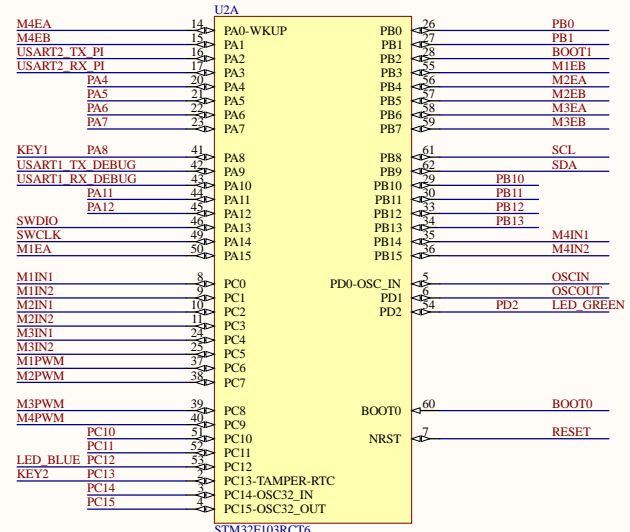 U2A
M4EA 14 PA0-WKUP PB0 26 PB0
M4EB 15 PA1 PB1 27 PB1
USART2_TX_PI 16 PA2 PB2 28 BOOT1
USART2_RX_PI 17 PA3 PB3 55 M1EB
PA4 20 PA4 PB4 56 M2EA
PA5 21 PA5 PB5 57 M2EB
PA6 22 PA6 PB6 58 M3EA
PA7 23 PA7 PB7 59 M3EB
KEY1 PA8 41 PA8 PB8 61 SCL
USART1_TX_DEBUG 42 PA9 PB9 62 SDA
USART1_RX_DEBUG 43 PA10 PB10 29 PB10
PA11 44 PA11 PB11 30 PB11
PA12 45 PA12 PB12 33 PB12
SWDIO 46 PA13 PB13 34 PB13
SWCLK 49 PA14 PB14 35 M4IN1
M1EA 50 PA15 PB15 36 M4IN2
M1IN1 8 PC0 PD0-OSC_IN 5 OSCIN
M1IN2 9 PC1 PD1 6 OSCOUT
M2IN1 10 PC2 PD2 54 PD2 LED_GREEN
M2IN2 11 PC3
M3IN1 24 PC4
M3IN2 25 PC5
M1PWM 37 PC6
M2PWM 38 PC7
M3PWM 39 PC8 BOOT0 60 BOOT0
M4PWM 40 PC9
PC10 51 PC10 NRST 7 RESET
PC11 52 PC11
LED_BLUE PC12 53 PC12
KEY2 PC13 2 PC13-TAMPER-RTC
PC14 3 PC14-OSC32_IN
PC15 4 PC15-OSC32_OUT
STM32F103RCT6